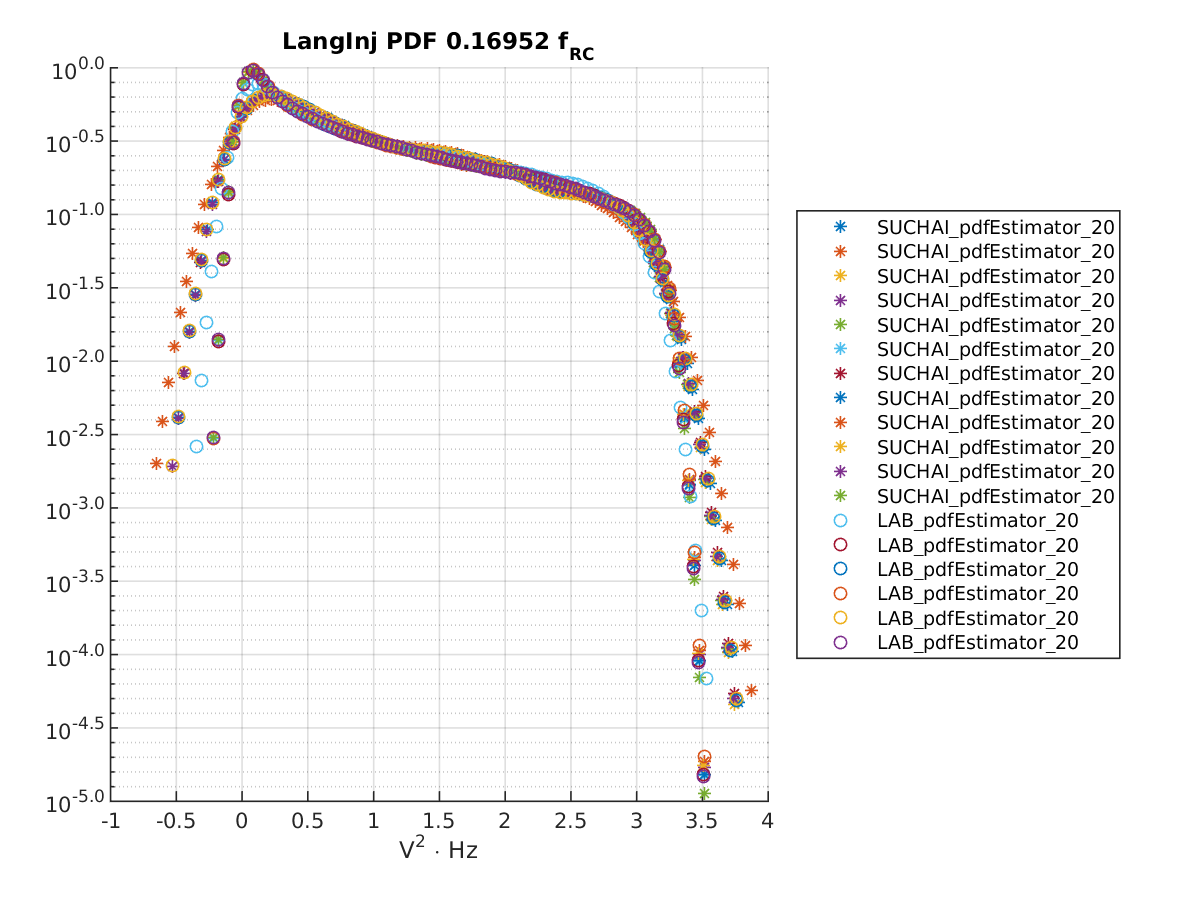 LangInj PDF 0.16952 f_RC
10^0.0
10^-0.5
10^-1.0
10^-1.5
10^-2.0
10^-2.5
10^-3.0
10^-3.5
10^-4.0
10^-4.5
10^-5.0
-1 -0.5 0 0.5 1 1.5 2 2.5 3 3.5 4
V^2 · Hz
SUCHAI_pdfEstimator_20
SUCHAI_pdfEstimator_20
SUCHAI_pdfEstimator_20
SUCHAI_pdfEstimator_20
SUCHAI_pdfEstimator_20
SUCHAI_pdfEstimator_20
SUCHAI_pdfEstimator_20
SUCHAI_pdfEstimator_20
SUCHAI_pdfEstimator_20
SUCHAI_pdfEstimator_20
SUCHAI_pdfEstimator_20
SUCHAI_pdfEstimator_20
LAB_pdfEstimator_20
LAB_pdfEstimator_20
LAB_pdfEstimator_20
LAB_pdfEstimator_20
LAB_pdfEstimator_20
LAB_pdfEstimator_20